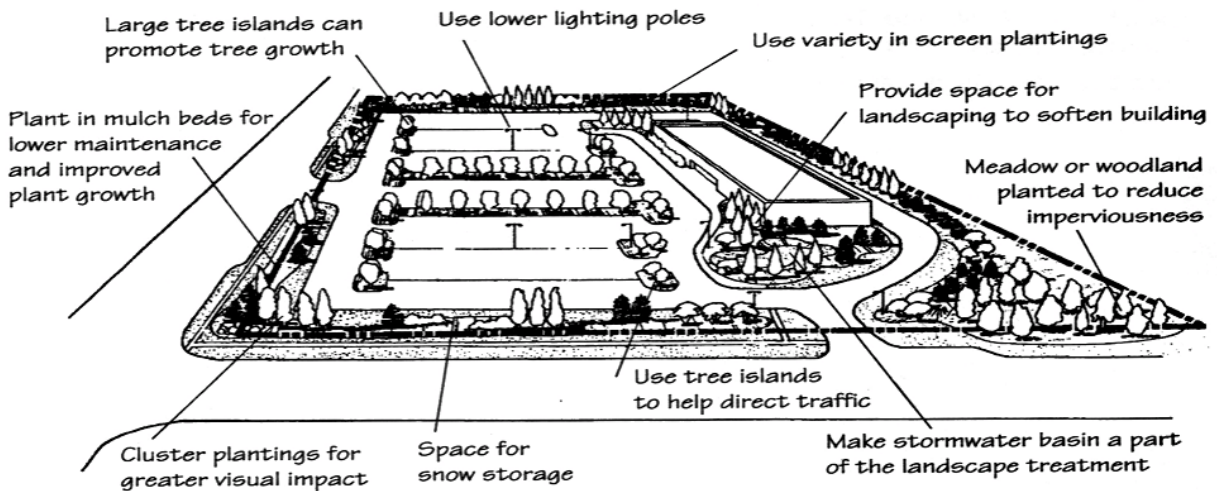 Large tree islands can
promote tree growth
Use lower lighting poles
Use variety in screen plantings
Plant in mulch beds for
lower maintenance
and improved
plant growth
Provide space for
landscaping to soften building
Meadow or woodland
planted to reduce
imperviousness
Use tree islands
to help direct traffic
Cluster plantings for
greater visual impact
Space for
snow storage
Make stormwater basin a part
of the landscape treatment